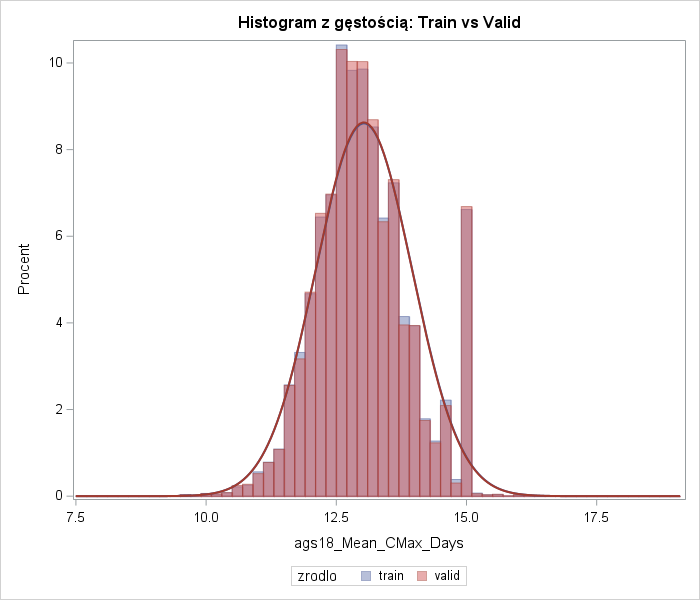 Histogram z gęstością: Train vs Valid
10
8
6
4
2
0
Procent
7.5 10.0 12.5 15.0 17.5
ags18_Mean_CMax_Days
zrodlo train valid